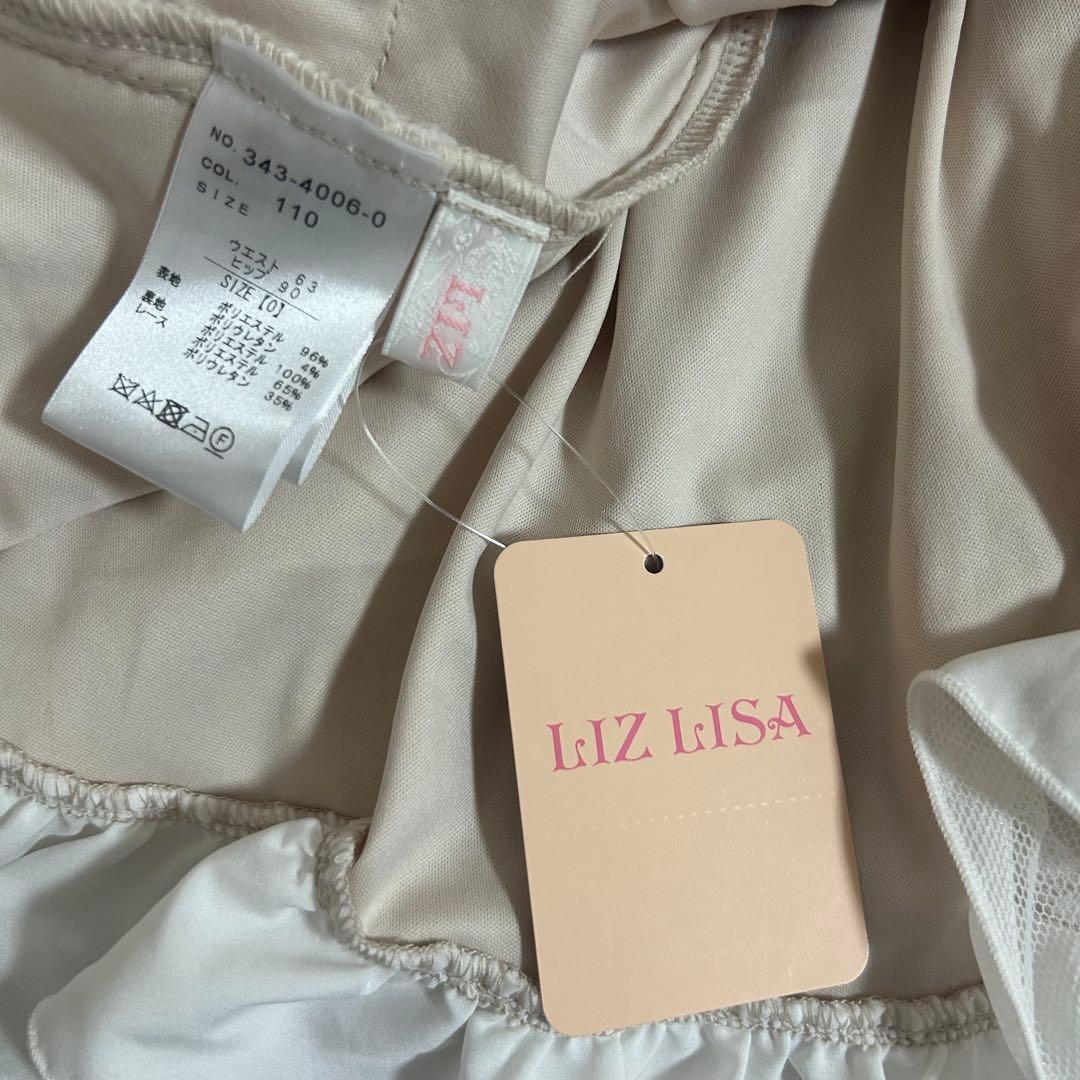 NO. 343-4006-0
COL.
SIZE 110
ウエスト 63
ヒップ 90
SIZE [0]
表地 ポリエステル 96%
ポリウレタン 4%
裏地 ポリエステル 100%
レース ポリエステル 65%
ポリウレタン 35%
F
LIZ
LIZ LISA